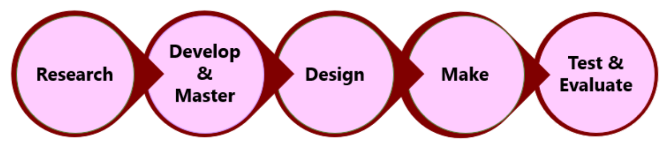 Research
Develop
&
Master
Design
Make
Test &
Evaluate